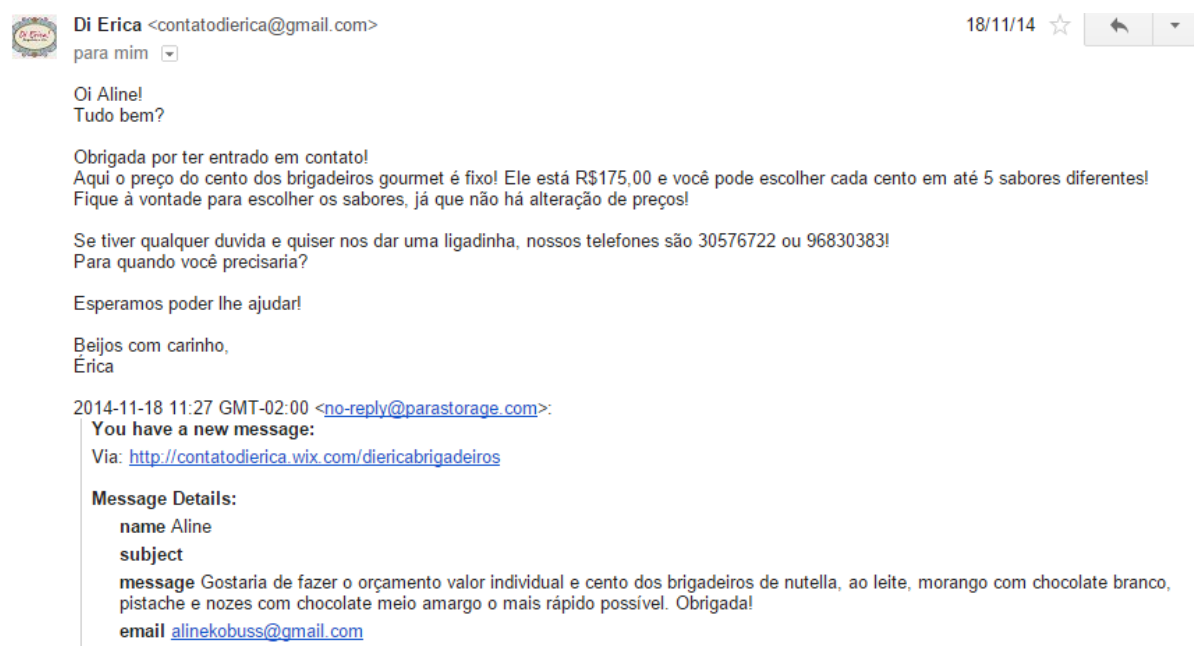 Di Erica <contatodierica@gmail.com> 18/11/14
para mim
Oi Aline!
Tudo bem?
Obrigada por ter entrado em contato!
Aqui o preço do cento dos brigadeiros gourmet é fixo! Ele está R$175,00 e você pode escolher cada cento em até 5 sabores diferentes!
Fique à vontade para escolher os sabores, já que não há alteração de preços!
Se tiver qualquer duvida e quiser nos dar uma ligadinha, nossos telefones são 30576722 ou 96830383!
Para quando você precisaria?
Esperamos poder lhe ajudar!
Beijos com carinho,
Érica
2014-11-18 11:27 GMT-02:00 <no-reply@parastorage.com>:
You have a new message:
Via: http://contatodierica.wix.com/diericabrigadeiros
Message Details:
name Aline
subject
message Gostaria de fazer o orçamento valor individual e cento dos brigadeiros de nutella, ao leite, morango com chocolate branco,
pistache e nozes com chocolate meio amargo o mais rápido possível. Obrigada!
email alinekobuss@gmail.com